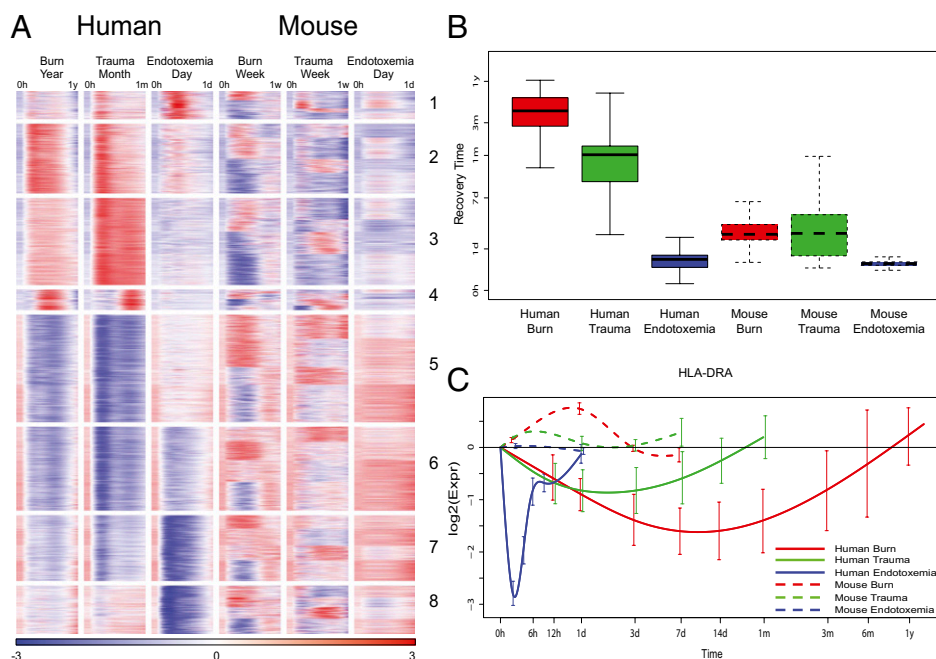 A
Human
Mouse
Burn
Year
Trauma
Month
Endotoxemia
Day
Burn
Week
Trauma
Week
Endotoxemia
Day
0h 1y 0h 1m 0h 1d 0h 1w 0h 1w 0h 1d
1
2
3
4
5
6
7
8
-3 0 3
B
Recovery Time
1y
3m
1m
7d
1d
0h
Human
Burn
Human
Trauma
Human
Endotoxemia
Mouse
Burn
Mouse
Trauma
Mouse
Endotoxemia
C
HLA-DRA
log2(Expr)
0
−1
−2
−3
Human Burn
Human Trauma
Human Endotoxemia
Mouse Burn
Mouse Trauma
Mouse Endotoxemia
0h 6h 12h 1d 3d 7d 14d 1m 3m 6m 1y
Time